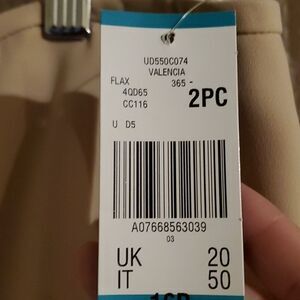 UD550C074
VALENCIA
FLAX 365 -
4QD65
CC116 2PC
U D5
A07668563039
03
UK 20
IT 50